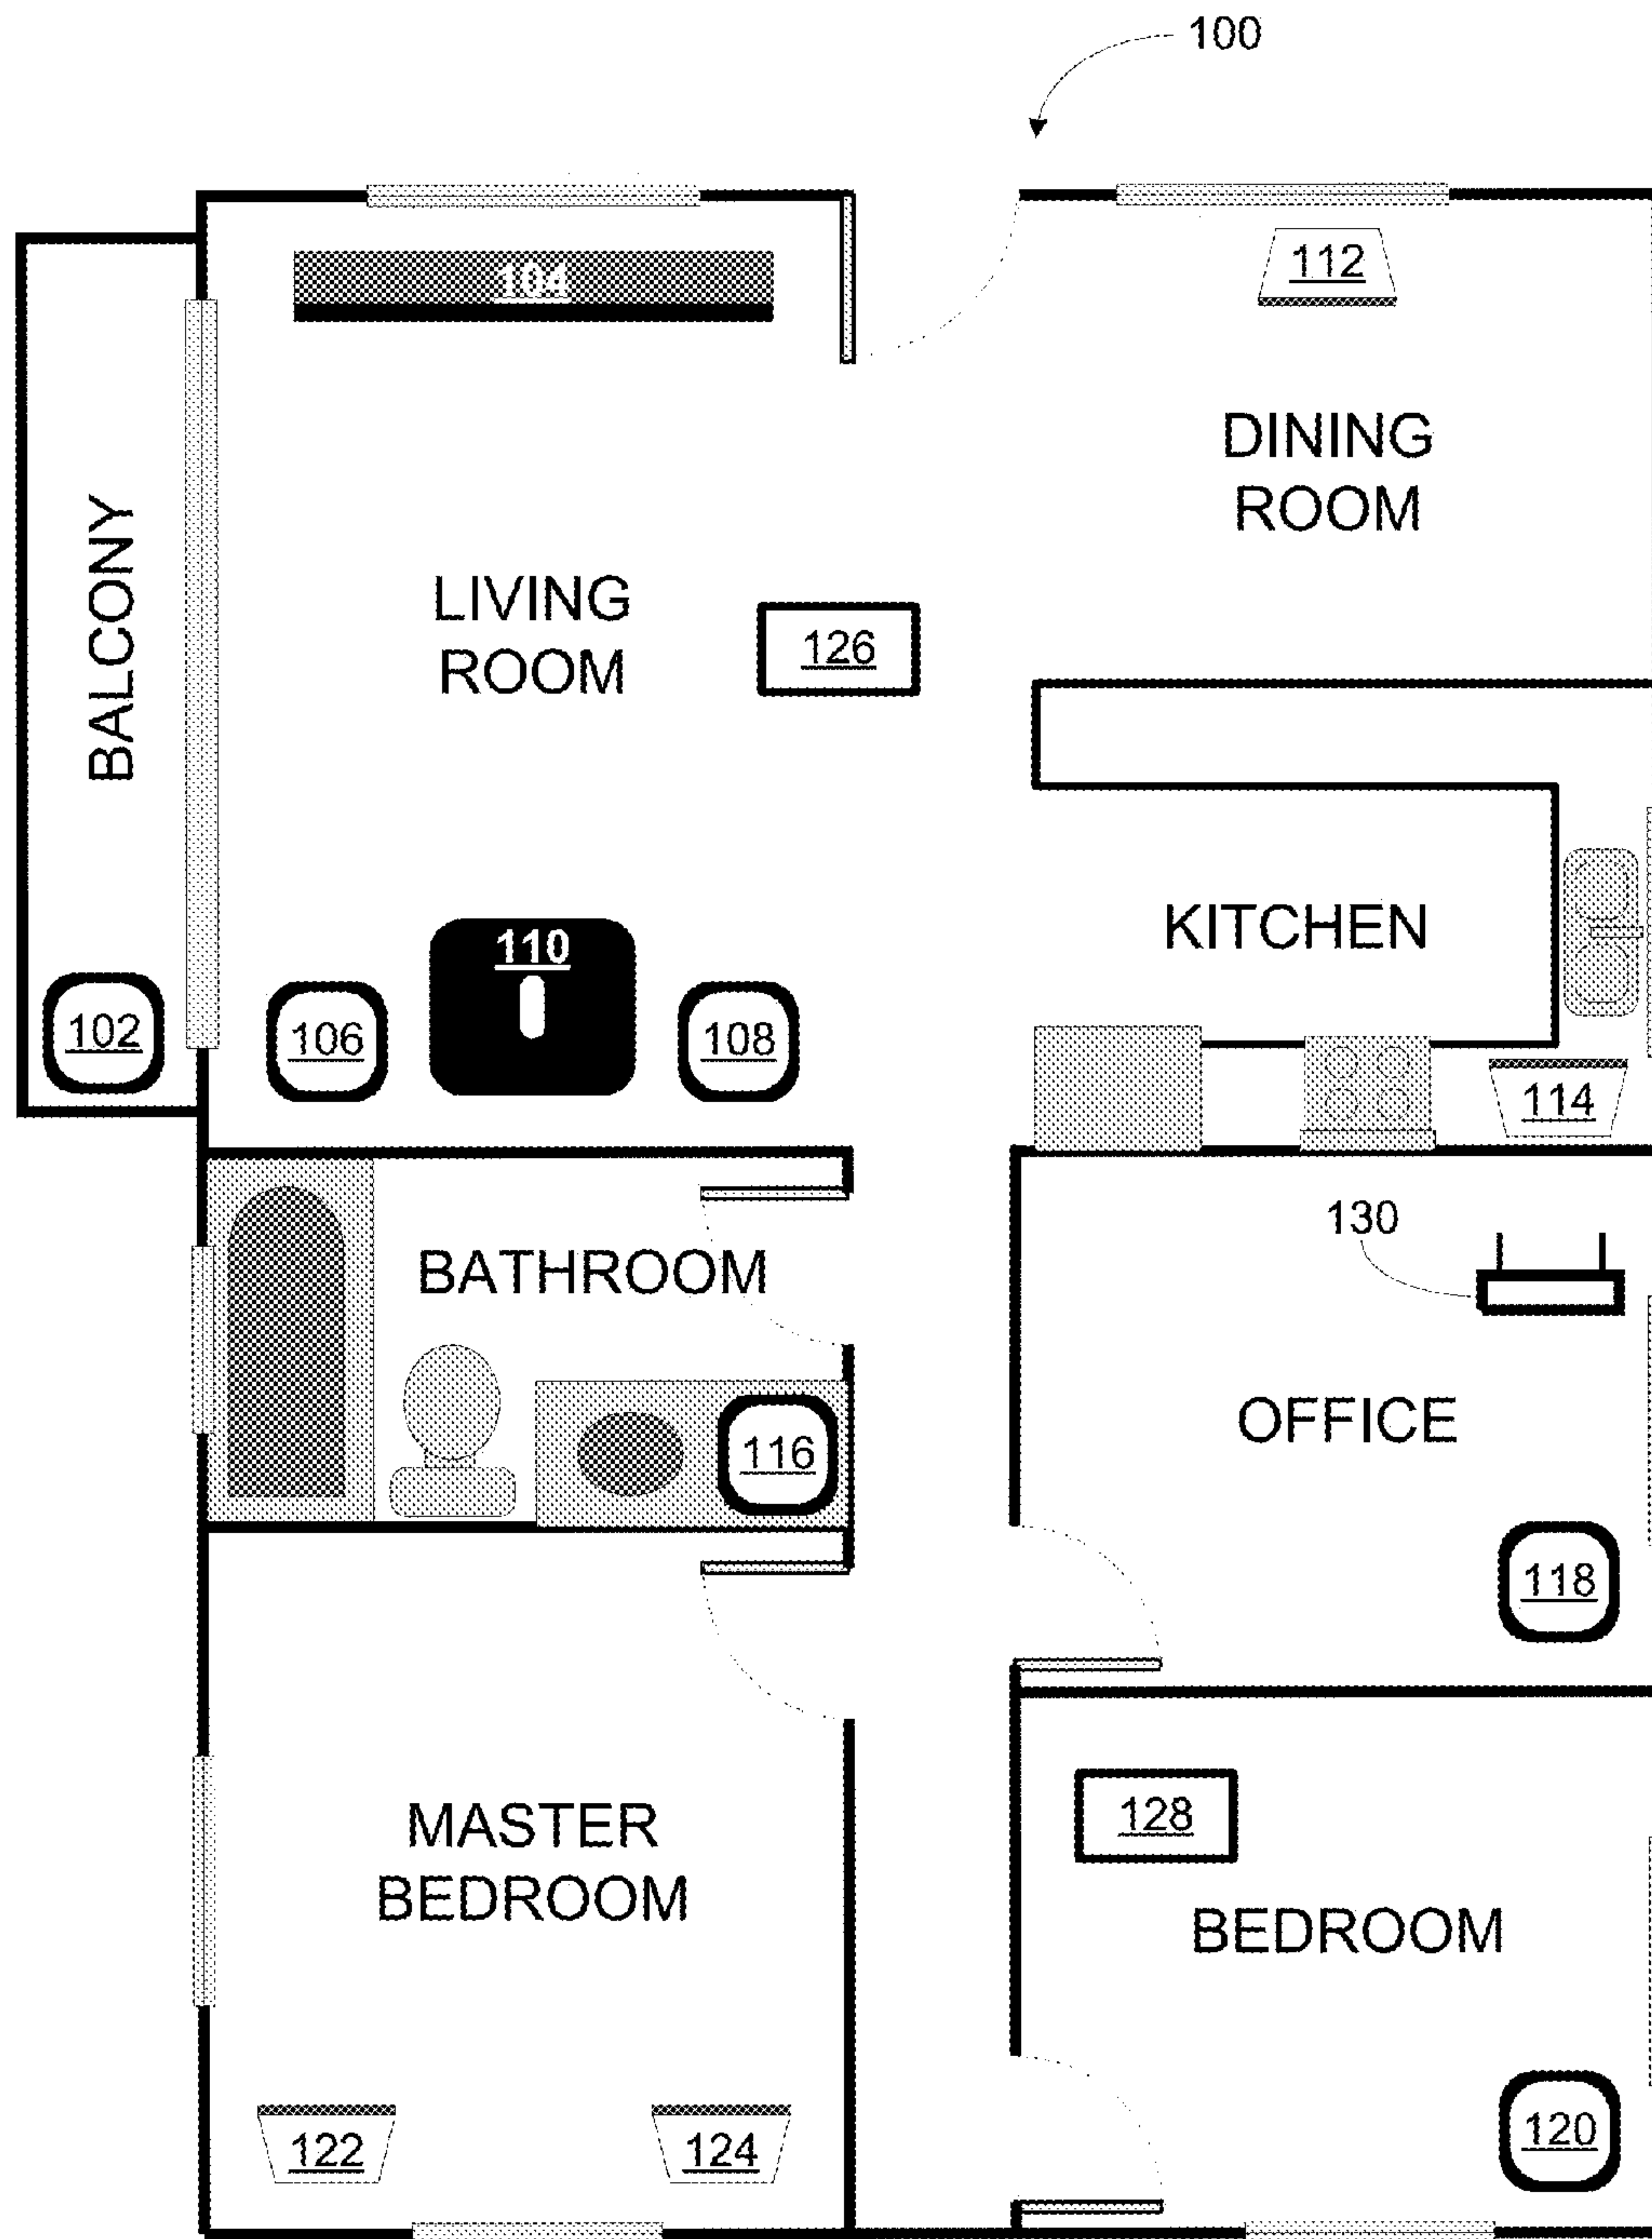 100
104
112
DINING
ROOM
BALCONY
LIVING
ROOM
126
KITCHEN
110
102
106
108
114
130
BATHROOM
OFFICE
116
118
128
MASTER
BEDROOM
BEDROOM
122
124
120